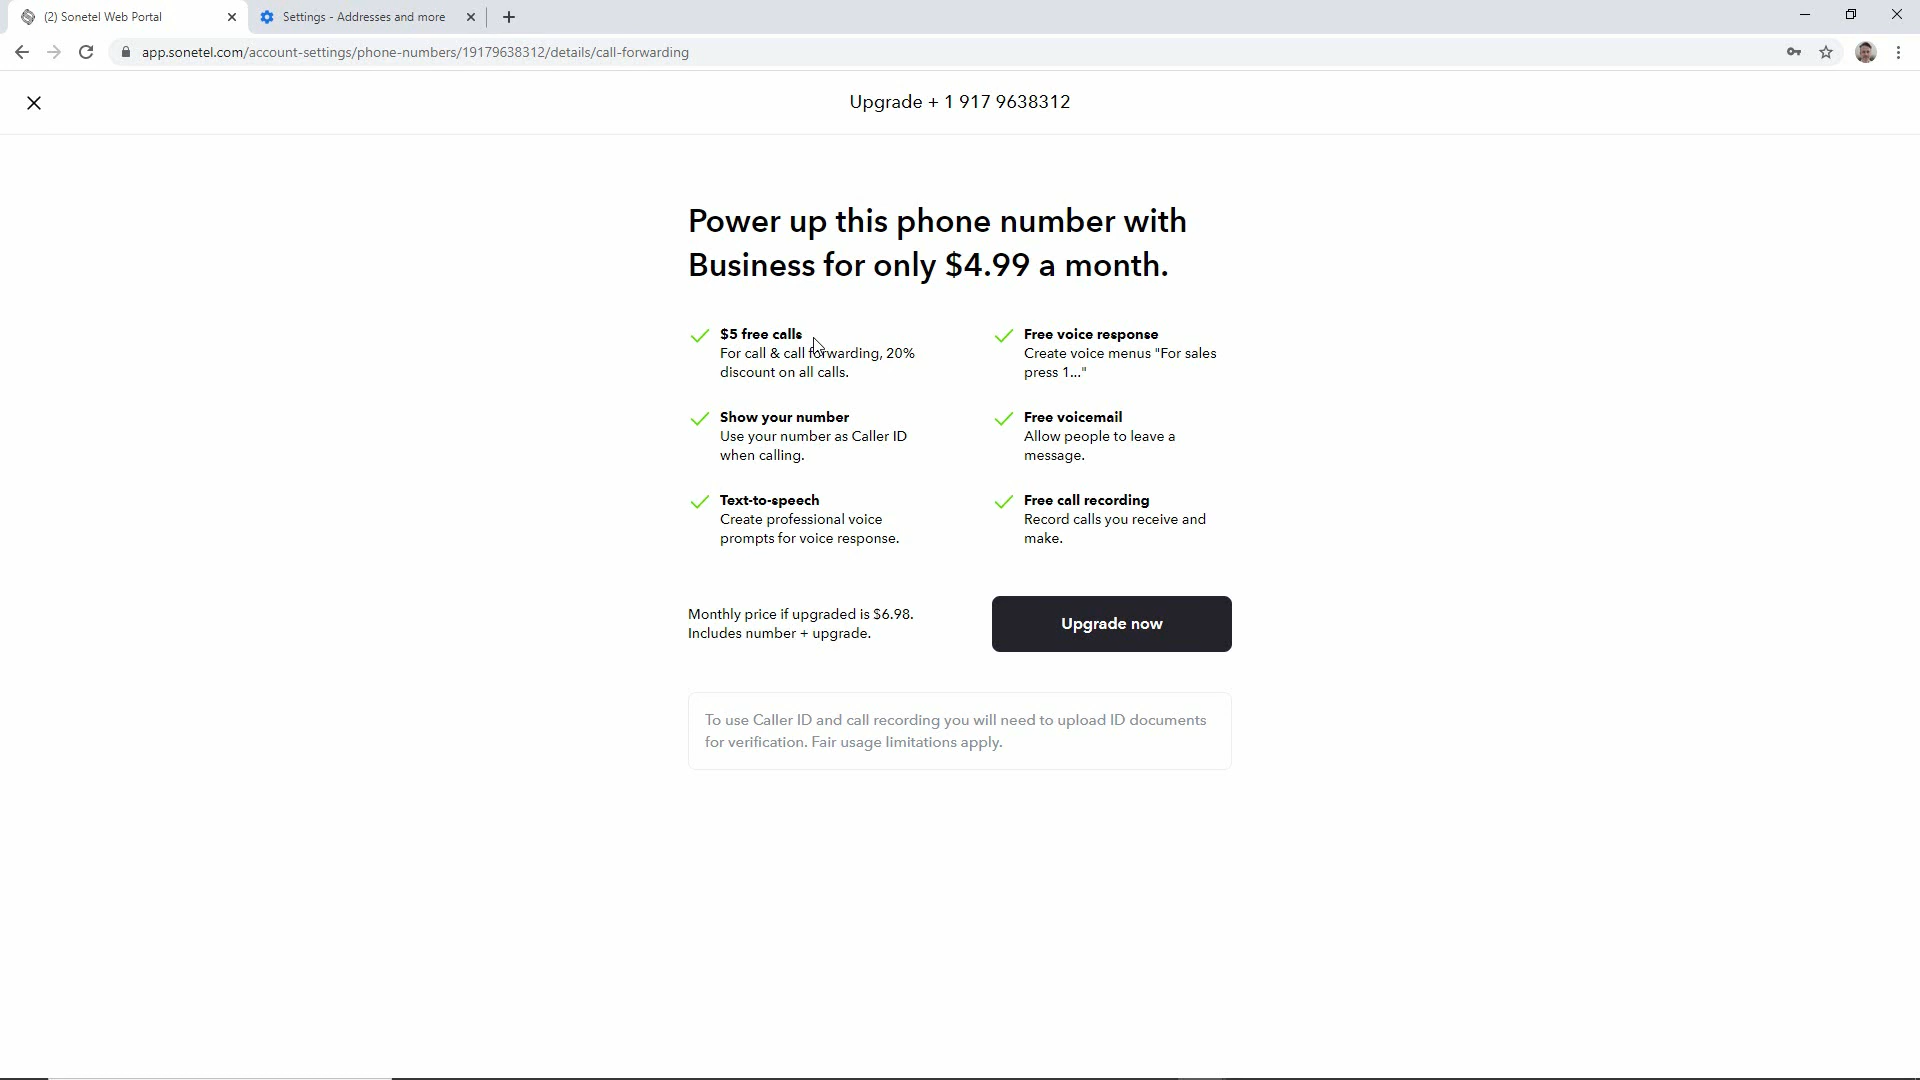 (2) Sonetel Web Portal
Settings - Addresses and more
app.sonetel.com/account-settings/phone-numbers/19179638312/details/call-forwarding
Upgrade + 1 917 9638312
Power up this phone number with
Business for only $4.99 a month.
$5 free calls
For call & call forwarding, 20%
discount on all calls.
Free voice response
Create voice menus "For sales
press 1..."
Show your number
Use your number as Caller ID
when calling.
Free voicemail
Allow people to leave a
message.
Text-to-speech
Create professional voice
prompts for voice response.
Free call recording
Record calls you receive and
make.
Monthly price if upgraded is $6.98.
Includes number + upgrade.
Upgrade now
To use Caller ID and call recording you will need to upload ID documents
for verification. Fair usage limitations apply.